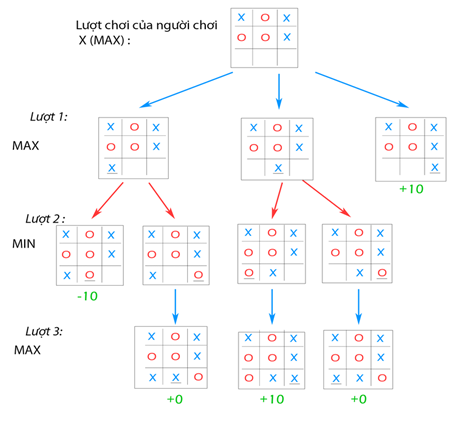 Lượt chơi của người chơi
X (MAX) :
X O X
O O X
Lượt 1:
MAX
X O X
O O X
X
X O X
O O X
X
X O X
O O X
X
+10
Lượt 2 :
MIN
X O X
O O X
X O
-10
X O X
O O X
X O
X O X
O O X
O X
X O X
O O X
X O
Lượt 3:
MAX
X O X
O O X
X X O
+0
X O X
O O X
O X X
+10
X O X
O O X
X X O
+0